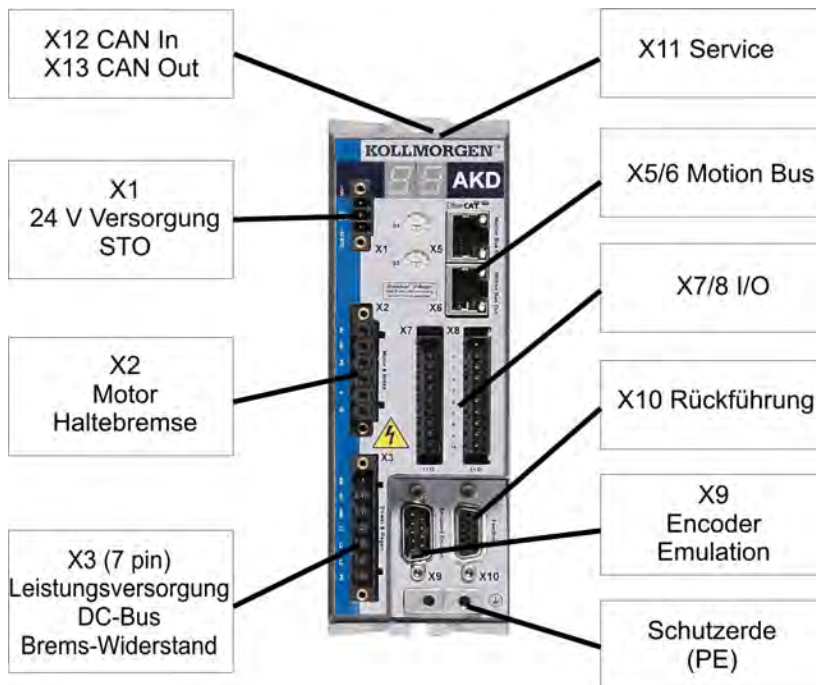 X12 CAN In
X13 CAN Out
X11 Service
X1
24 V Versorgung
STO
X5/6 Motion Bus
X2
Motor
Haltebremse
X7/8 I/O
X10 Rückführung
X3 (7 pin)
Leistungsversorgung
DC-Bus
Brems-Widerstand
X9
Encoder
Emulation
Schutzerde
(PE)
KOLLMORGEN
AKD
EtherCAT
X1
X5
X6
X2
X7
X8
X3
X9
X10